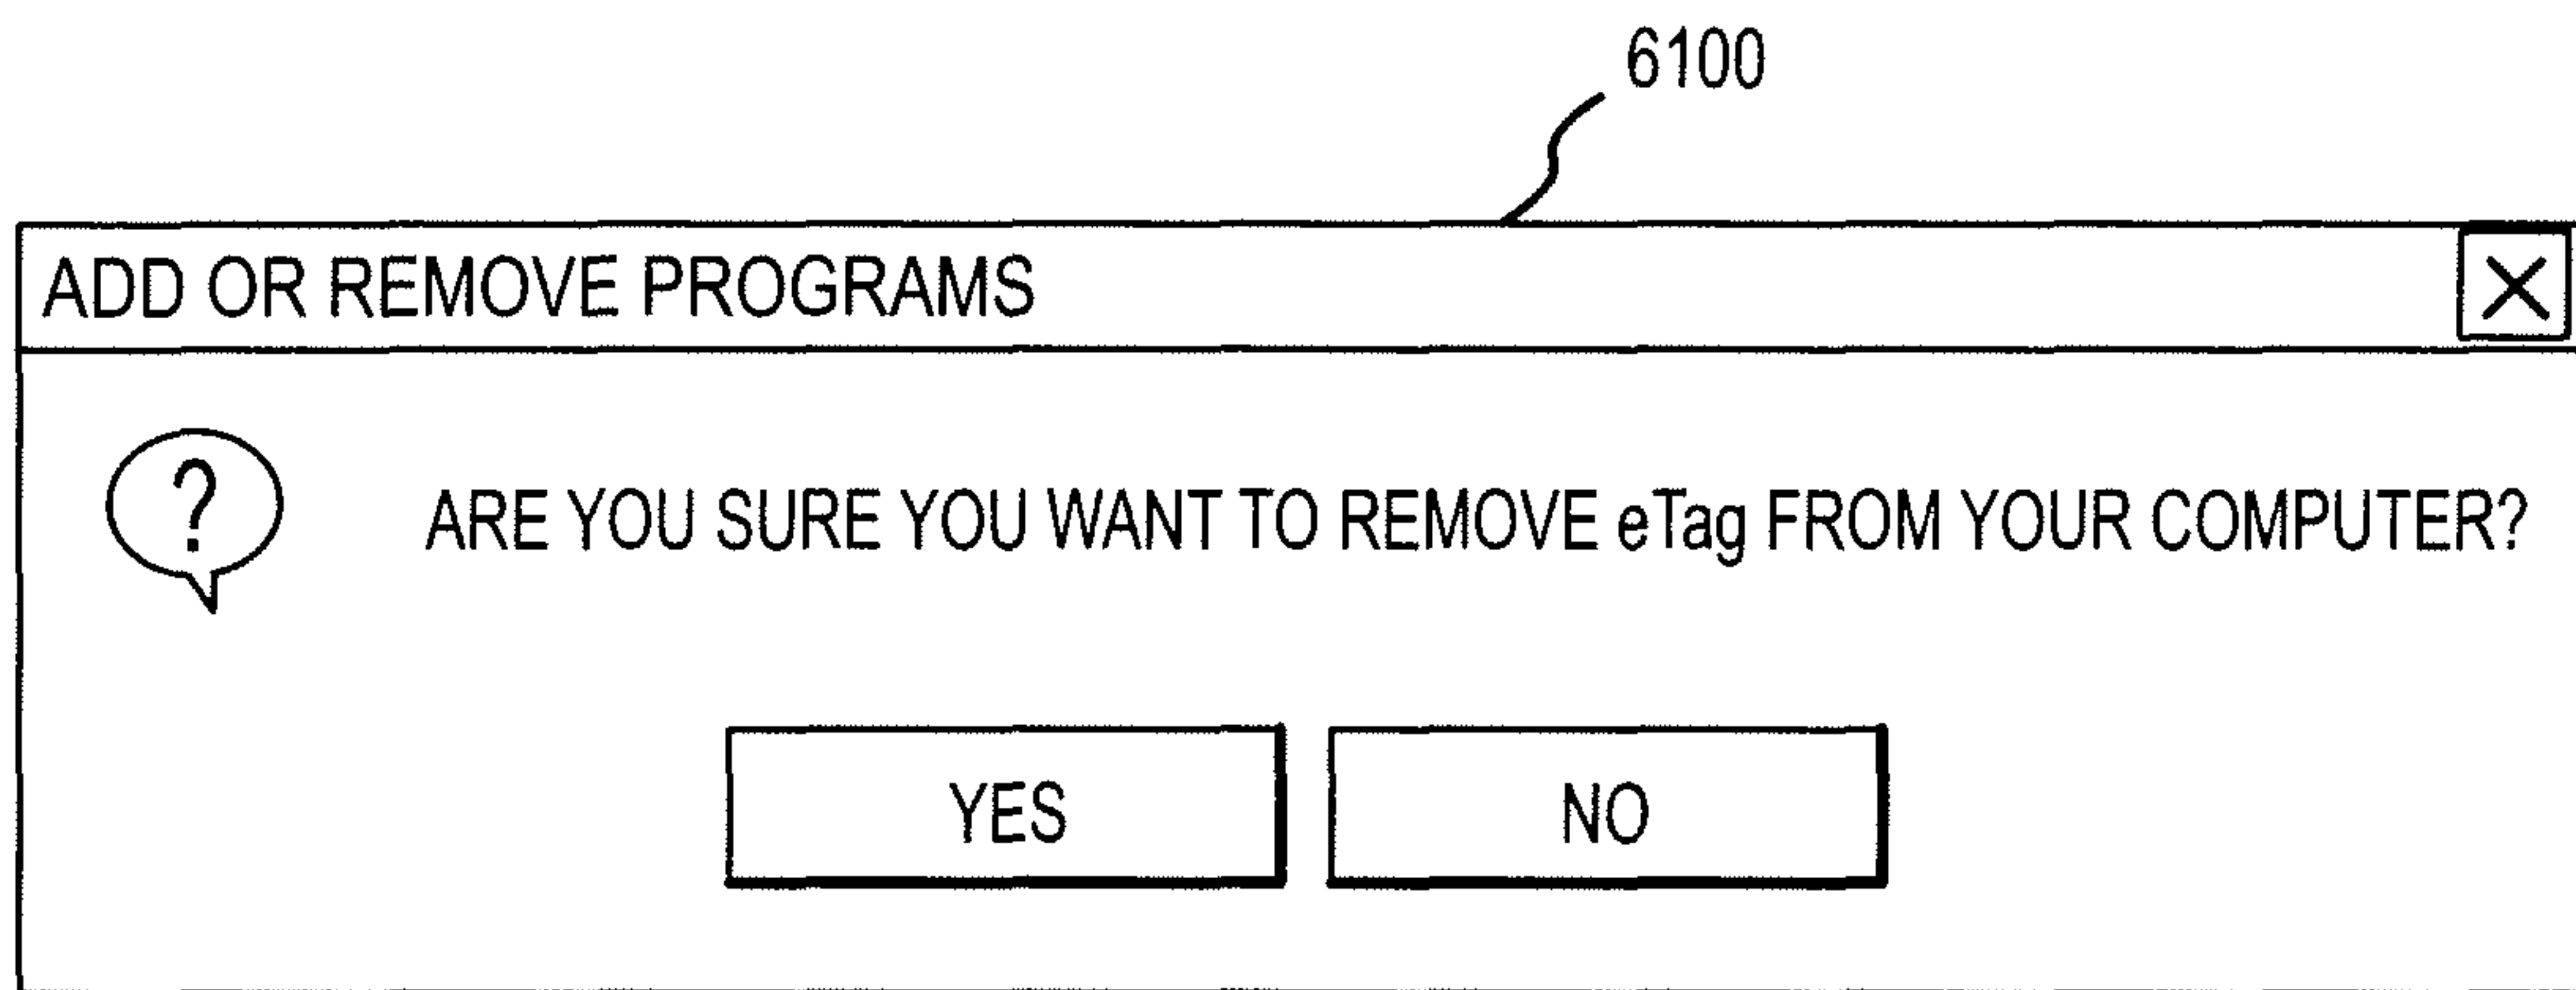 6100
ADD OR REMOVE PROGRAMS X
? ARE YOU SURE YOU WANT TO REMOVE eTag FROM YOUR COMPUTER?
YES NO